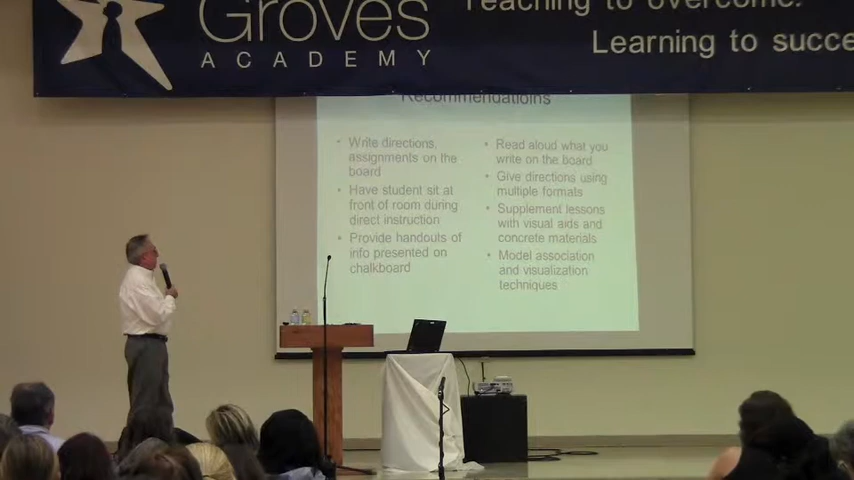 Groves
ACADEMY
Teaching to overcome.
Learning to succe
Recommendations
• Write directions,
assignments on the
board
• Have student sit at
front of room during
direct instruction
• Provide handouts of
info presented on
chalkboard
• Read aloud what you
write on the board
• Give directions using
multiple formats
• Supplement lessons
with visual aids and
concrete materials
• Model association
and visualization
techniques